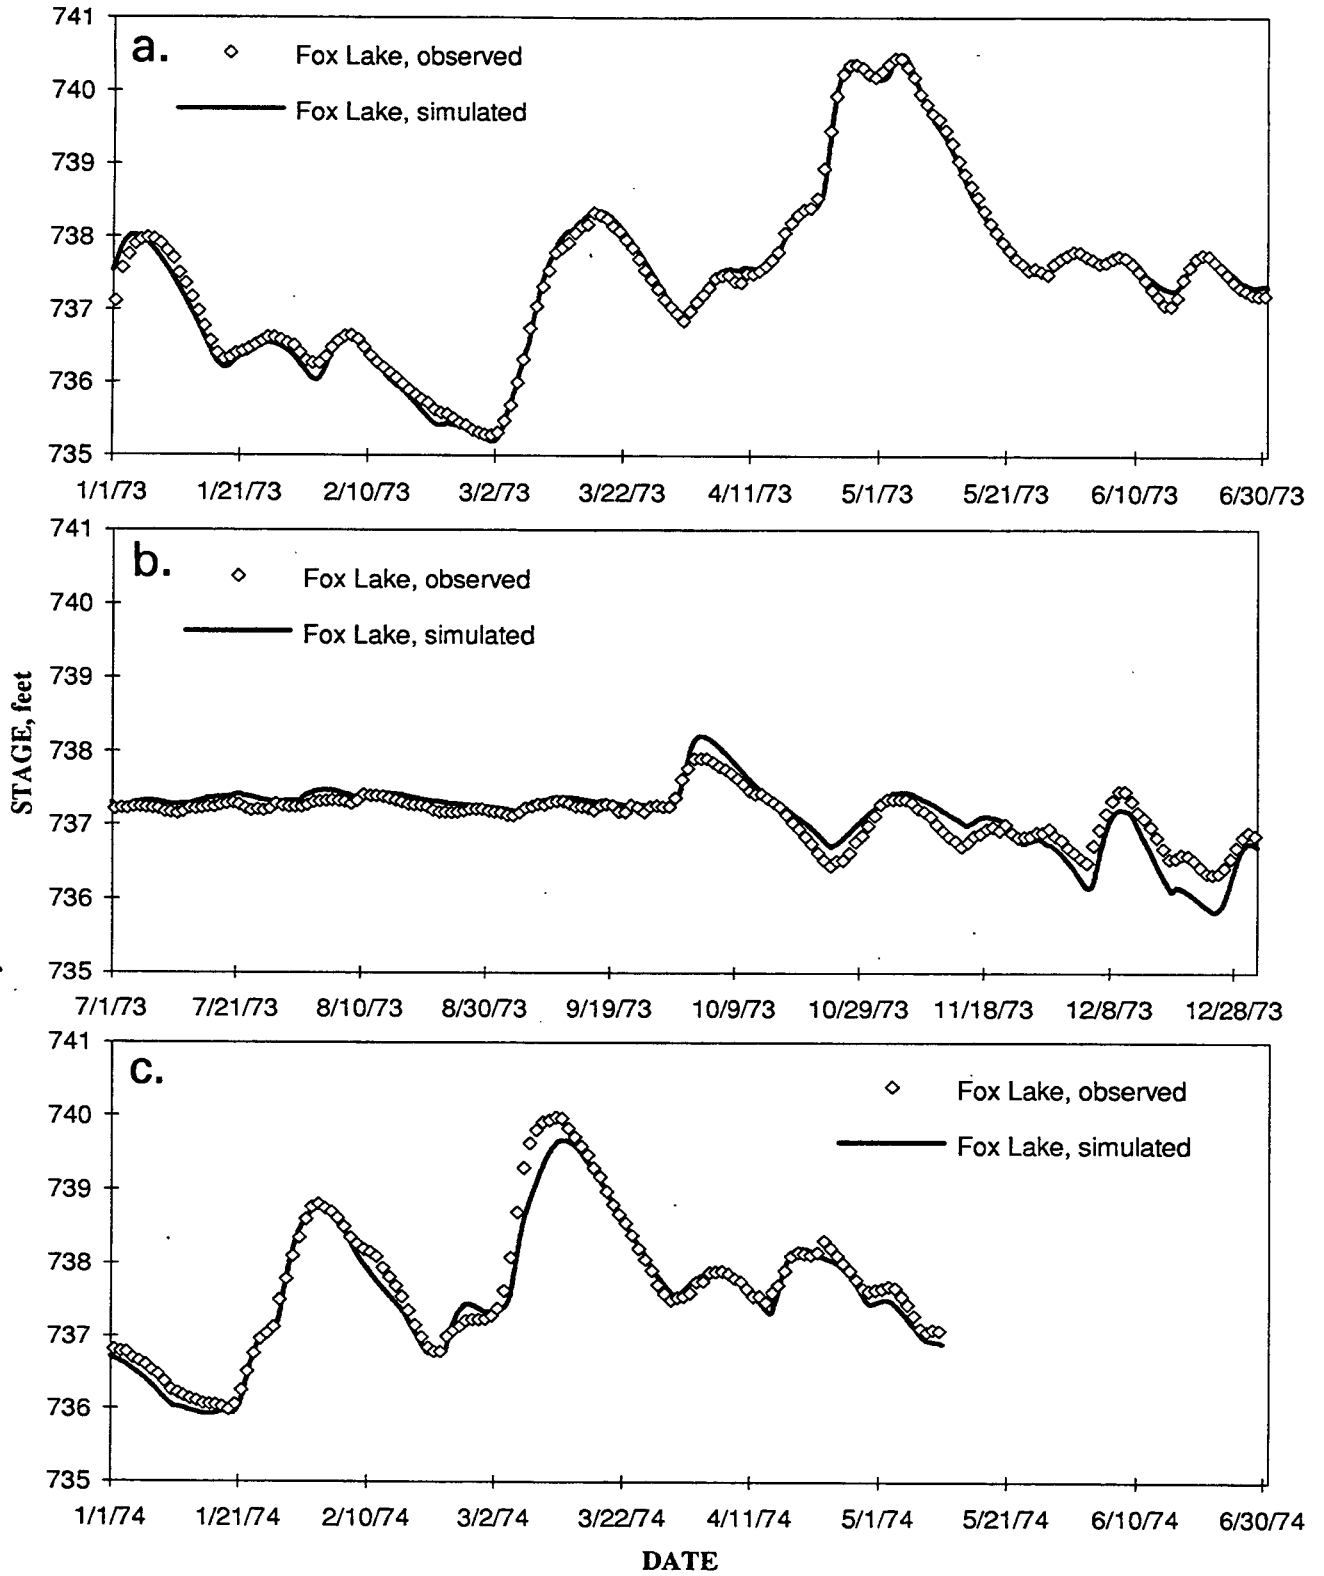 741
a.
Fox Lake, observed
740
Fox Lake, simulated
739
738
737
736
735
1/1/73 1/21/73 2/10/73 3/2/73 3/22/73 4/11/73 5/1/73 5/21/73 6/10/73 6/30/73
741
b.
Fox Lake, observed
740
Fox Lake, simulated
739
738
737
736
735
7/1/73 7/21/73 8/10/73 8/30/73 9/19/73 10/9/73 10/29/73 11/18/73 12/8/73 12/28/73
STAGE, feet
741
c.
Fox Lake, observed
740
Fox Lake, simulated
739
738
737
736
735
1/1/74 1/21/74 2/10/74 3/2/74 3/22/74 4/11/74 5/1/74 5/21/74 6/10/74 6/30/74
DATE